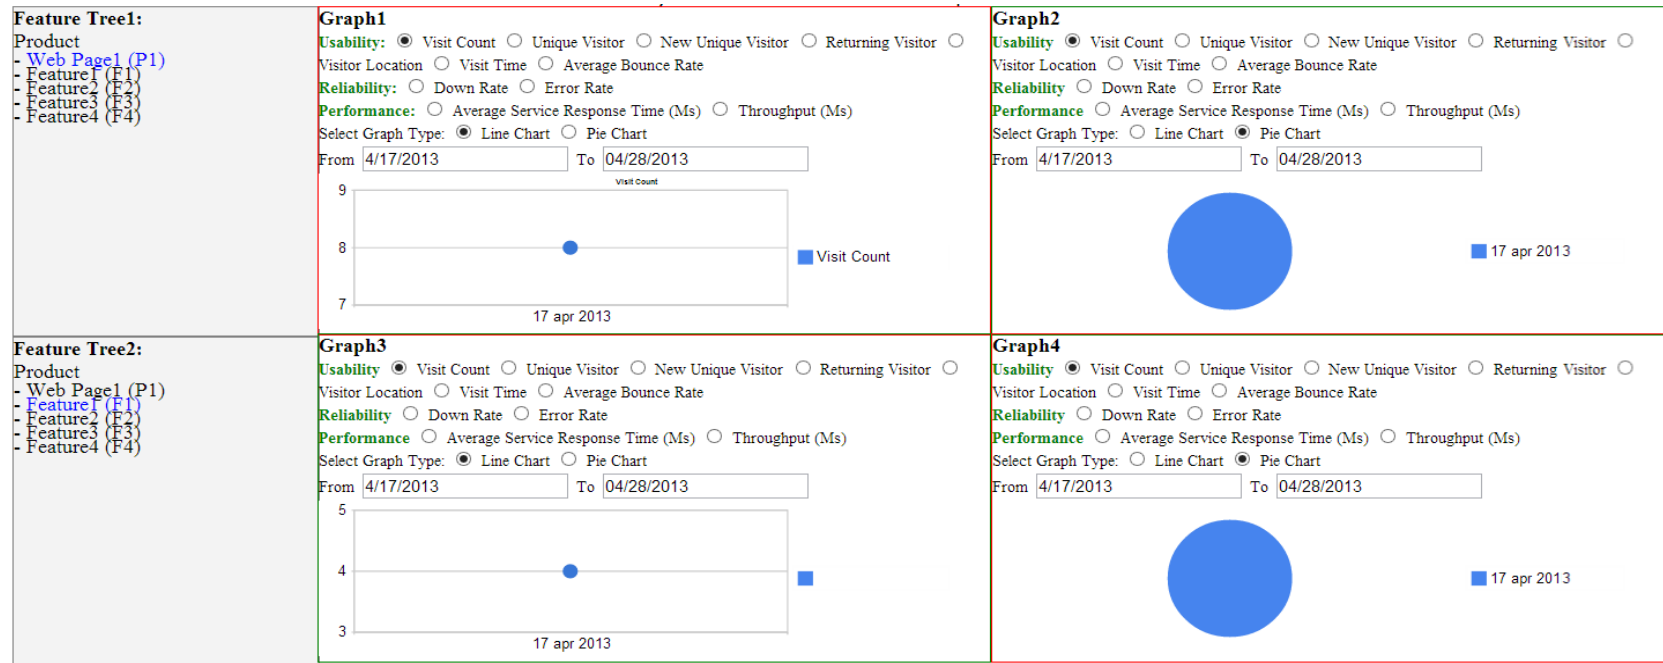 Feature Tree1:
Product
- Web Page1 (P1)
- Feature1 (F1)
- Feature2 (F2)
- Feature3 (F3)
- Feature4 (F4)
Graph1
Usability: Visit Count Unique Visitor New Unique Visitor Returning Visitor
Visitor Location Visit Time Average Bounce Rate
Reliability: Down Rate Error Rate
Performance: Average Service Response Time (Ms) Throughput (Ms)
Select Graph Type: Line Chart Pie Chart
From 4/17/2013 To 04/28/2013
Visit Count
9
8
7
17 apr 2013
Visit Count
Graph2
Usability Visit Count Unique Visitor New Unique Visitor Returning Visitor
Visitor Location Visit Time Average Bounce Rate
Reliability Down Rate Error Rate
Performance Average Service Response Time (Ms) Throughput (Ms)
Select Graph Type: Line Chart Pie Chart
From 4/17/2013 To 04/28/2013
17 apr 2013
Feature Tree2:
Product
- Web Page1 (P1)
- Feature1 (F1)
- Feature2 (F2)
- Feature3 (F3)
- Feature4 (F4)
Graph3
Usability Visit Count Unique Visitor New Unique Visitor Returning Visitor
Visitor Location Visit Time Average Bounce Rate
Reliability Down Rate Error Rate
Performance Average Service Response Time (Ms) Throughput (Ms)
Select Graph Type: Line Chart Pie Chart
From 4/17/2013 To 04/28/2013
5
4
3
17 apr 2013
Graph4
Usability Visit Count Unique Visitor New Unique Visitor Returning Visitor
Visitor Location Visit Time Average Bounce Rate
Reliability Down Rate Error Rate
Performance Average Service Response Time (Ms) Throughput (Ms)
Select Graph Type: Line Chart Pie Chart
From 4/17/2013 To 04/28/2013
17 apr 2013